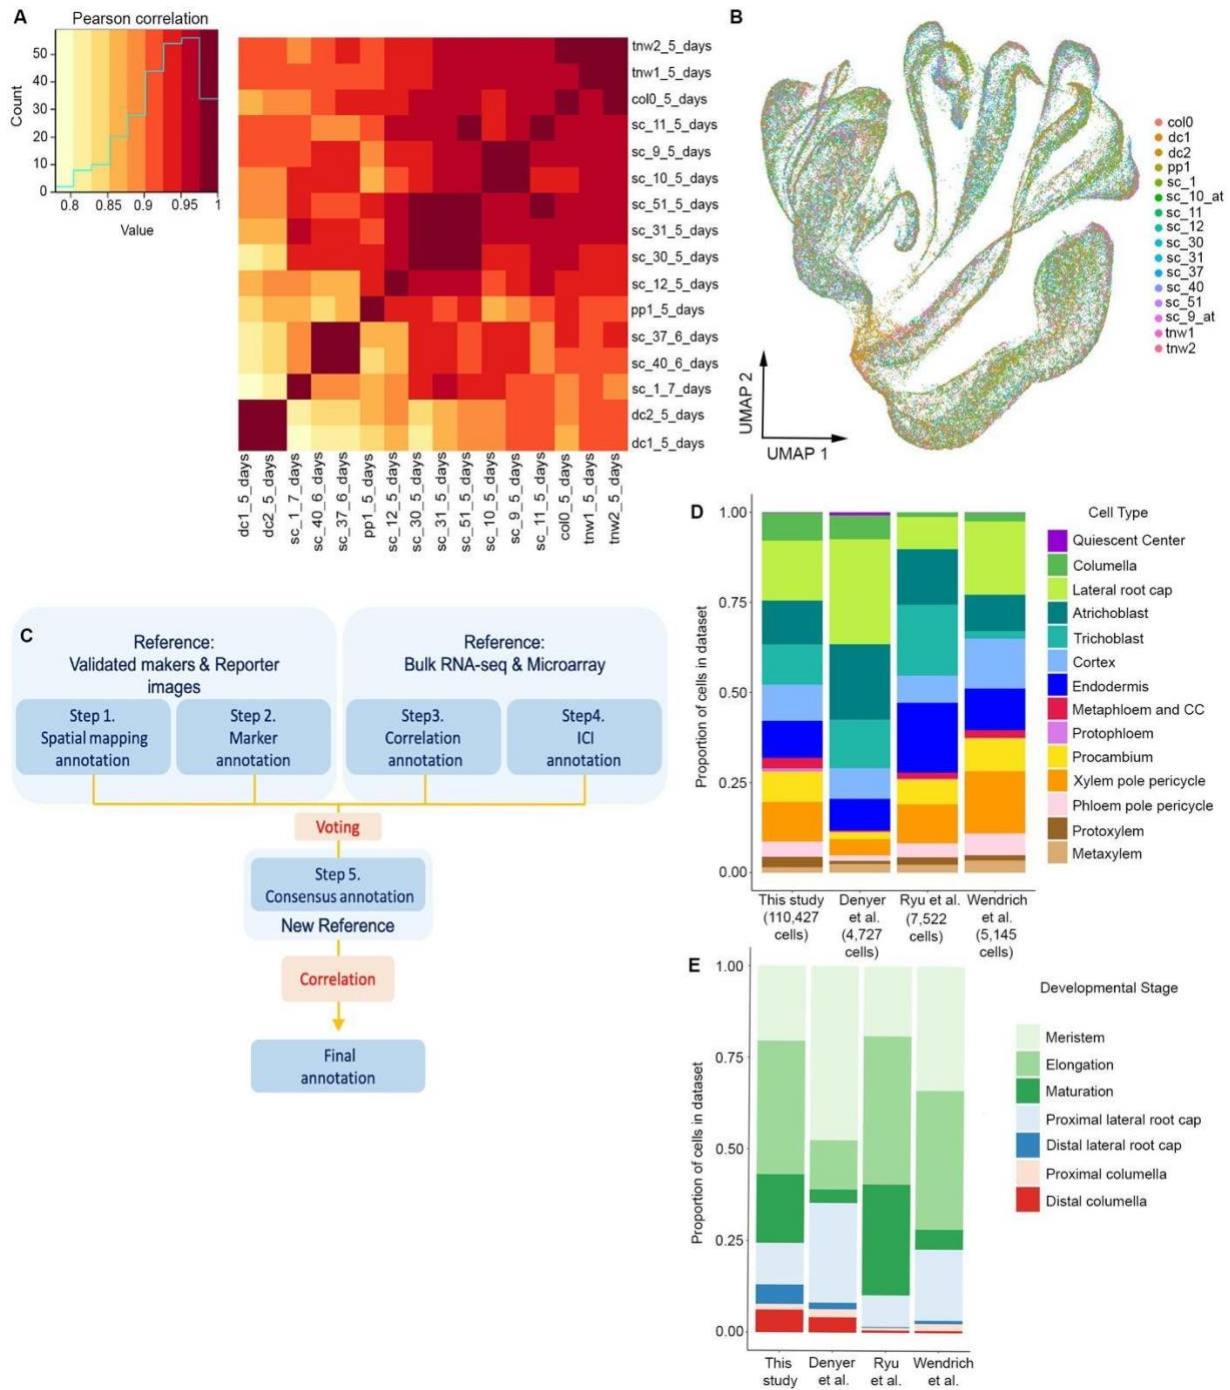 A
Pearson correlation
Count
50
40
30
20
10
0
0.8 0.85 0.9 0.95 1
Value
tnw2_5_days
tnw1_5_days
col0_5_days
sc_11_5_days
sc_9_5_days
sc_10_5_days
sc_51_5_days
sc_31_5_days
sc_30_5_days
sc_12_5_days
pp1_5_days
sc_37_6_days
sc_40_6_days
sc_1_7_days
dc2_5_days
dc1_5_days
dc1_5_days
dc2_5_days
sc_1_7_days
sc_40_6_days
sc_37_6_days
pp1_5_days
sc_12_5_days
sc_30_5_days
sc_31_5_days
sc_51_5_days
sc_10_5_days
sc_9_5_days
sc_11_5_days
col0_5_days
tnw1_5_days
tnw2_5_days
B
UMAP 2
UMAP 1
col0
dc1
dc2
pp1
sc_1
sc_10_at
sc_11
sc_12
sc_30
sc_31
sc_37
sc_40
sc_51
sc_9_at
tnw1
tnw2
C
Reference:
Validated makers & Reporter
images
Step 1.
Spatial mapping
annotation
Step 2.
Marker
annotation
Reference:
Bulk RNA-seq & Microarray
Step3.
Correlation
annotation
Step4.
ICI
annotation
Voting
Step 5.
Consensus annotation
New Reference
Correlation
Final
annotation
D
Proportion of cells in dataset
1.00
0.75
0.50
0.25
0.00
This study
(110,427
cells)
Denyer
et al.
(4,727
cells)
Ryu et al.
(7,522
cells)
Wendrich
et al.
(5,145
cells)
Cell Type
Quiescent Center
Columella
Lateral root cap
Atrichoblast
Trichoblast
Cortex
Endodermis
Metaphloem and CC
Protophloem
Procambium
Xylem pole pericycle
Phloem pole pericycle
Protoxylem
Metaxylem
E
Proportion of cells in dataset
1.00
0.75
0.50
0.25
0.00
This
study
Denyer
et al.
Ryu
et al.
Wendrich
et al.
Developmental Stage
Meristem
Elongation
Maturation
Proximal lateral root cap
Distal lateral root cap
Proximal columella
Distal columella